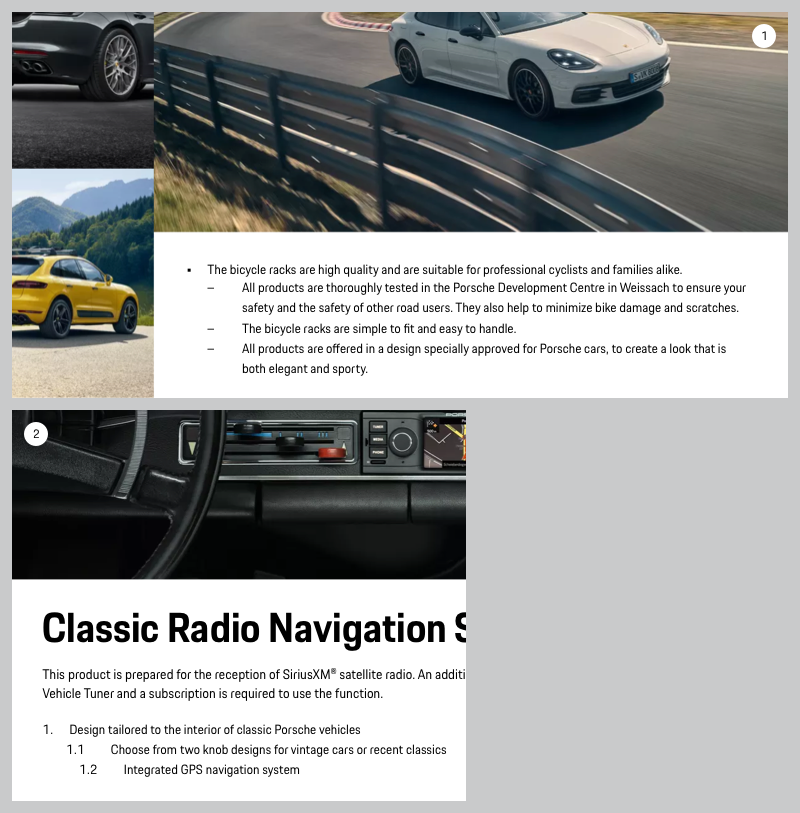 1
The bicycle racks are high quality and are suitable for professional cyclists and families alike.
– All products are thoroughly tested in the Porsche Development Centre in Weissach to ensure your
safety and the safety of other road users. They also help to minimize bike damage and scratches.
– The bicycle racks are simple to fit and easy to handle.
– All products are offered in a design specially approved for Porsche cars, to create a look that is
both elegant and sporty.
2
TUNER
MEDIA
PHONE
Classic Radio Navigation S
This product is prepared for the reception of SiriusXM® satellite radio. An additi
Vehicle Tuner and a subscription is required to use the function.
1. Design tailored to the interior of classic Porsche vehicles
1.1 Choose from two knob designs for vintage cars or recent classics
1.2 Integrated GPS navigation system